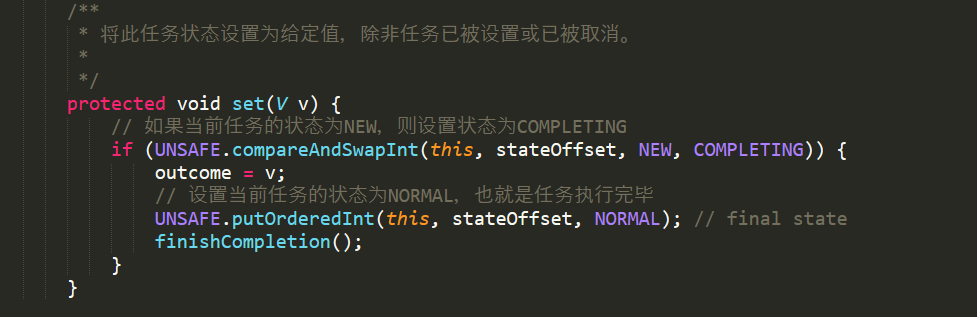 /**
 * 将此任务状态设置为给定值，除非任务已被设置或已被取消。
 *
 */
protected void set(V v) {
    // 如果当前任务的状态为NEW，则设置状态为COMPLETING
    if (UNSAFE.compareAndSwapInt(this, stateOffset, NEW, COMPLETING)) {
        outcome = v;
        // 设置当前任务的状态为NORMAL，也就是任务执行完毕
        UNSAFE.putOrderedInt(this, stateOffset, NORMAL); // final state
        finishCompletion();
    }
}